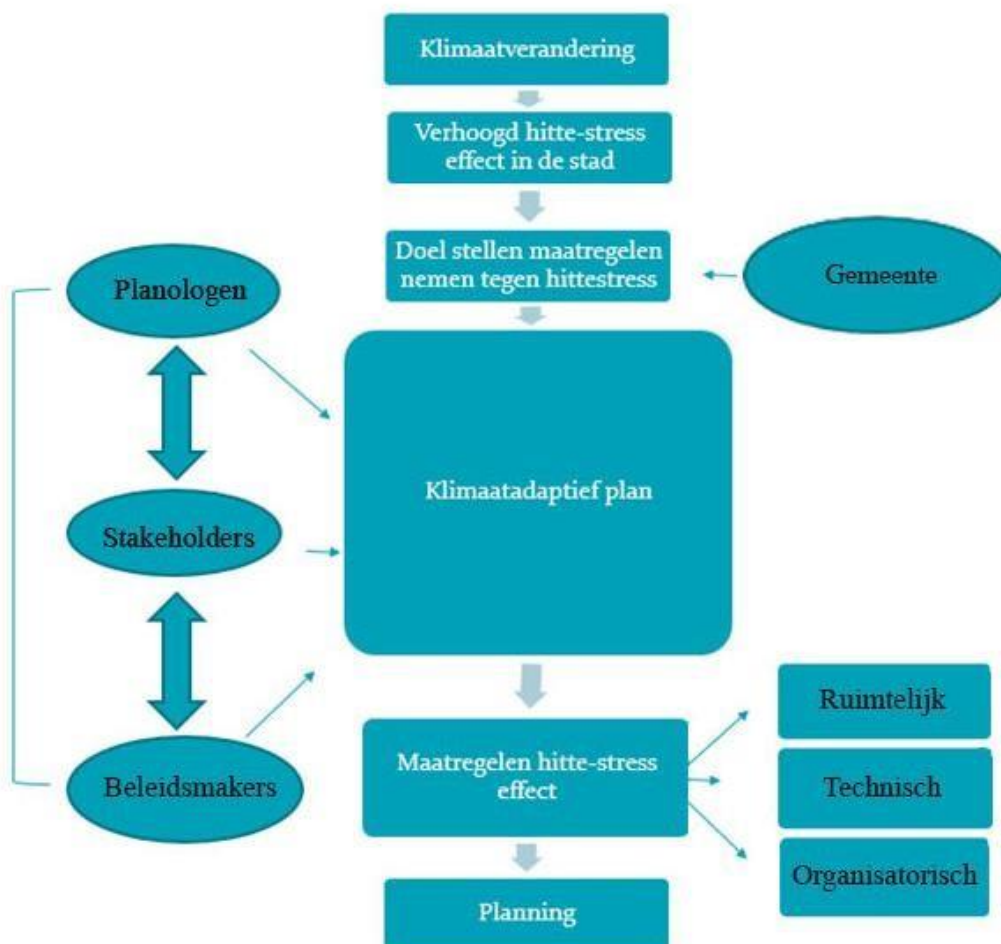 Klimaatverandering
Verhoogd hitte-stress
effect in de stad
Doel stellen maatregelen
nemen tegen hittestress
Gemeente
Planologen
Stakeholders
Beleidsmakers
Klimaatadaptief plan
Maatregelen hitte-stress
effect
Ruimtelijk
Technisch
Organisatorisch
Planning